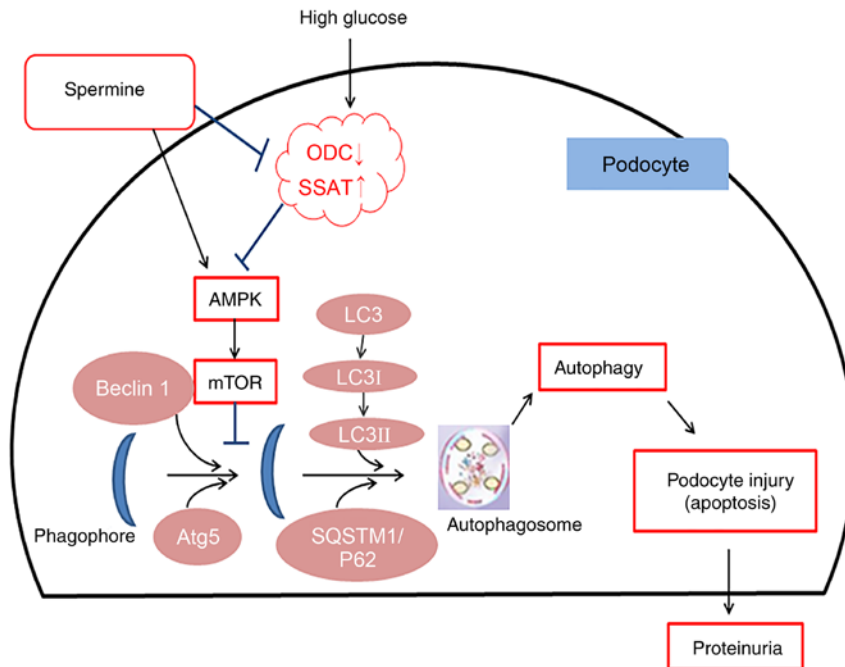 High glucose
Spermine
ODC↓
SSAT↑
Podocyte
AMPK
LC3
Beclin 1
mTOR
LC3I
Autophagy
LC3II
Podocyte injury
(apoptosis)
Phagophore
Atg5
SQSTM1/
P62
Autophagosome
Proteinuria